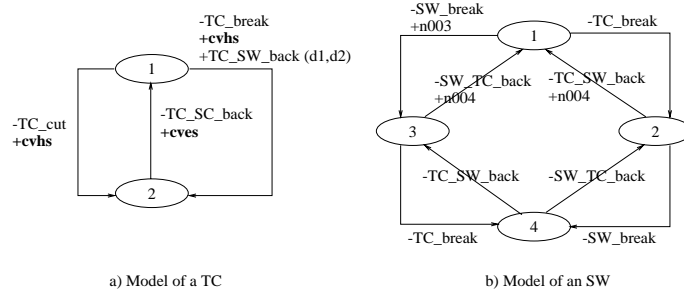 -TC_break
+cvhs
+TC_SW_back (d1,d2)
1
-TC_cut
+cvhs
-TC_SC_back
+cves
2
a) Model of a TC
-SW_break
+n003
-TC_break
1
-SW_TC_back
+n004
-TC_SW_back
+n004
3
2
-TC_SW_back
-SW_TC_back
4
-TC_break
-SW_break
b) Model of an SW